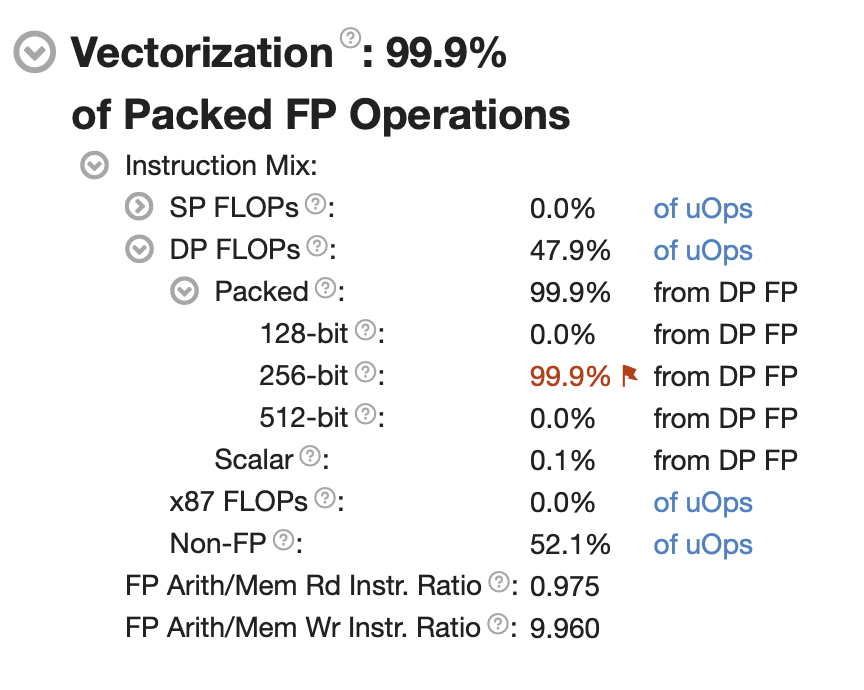 Vectorization ?: 99.9%
of Packed FP Operations
Instruction Mix:
SP FLOPs ?: 0.0% of uOps
DP FLOPs ?: 47.9% of uOps
Packed ?: 99.9% from DP FP
128-bit ?: 0.0% from DP FP
256-bit ?: 99.9% from DP FP
512-bit ?: 0.0% from DP FP
Scalar ?: 0.1% from DP FP
x87 FLOPs ?: 0.0% of uOps
Non-FP ?: 52.1% of uOps
FP Arith/Mem Rd Instr. Ratio ?: 0.975
FP Arith/Mem Wr Instr. Ratio ?: 9.960